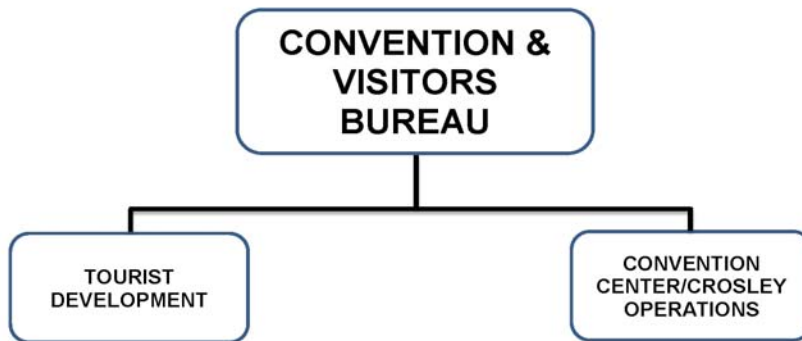 CONVENTION &
VISITORS
BUREAU
TOURIST
DEVELOPMENT
CONVENTION
CENTER/CROSLEY
OPERATIONS